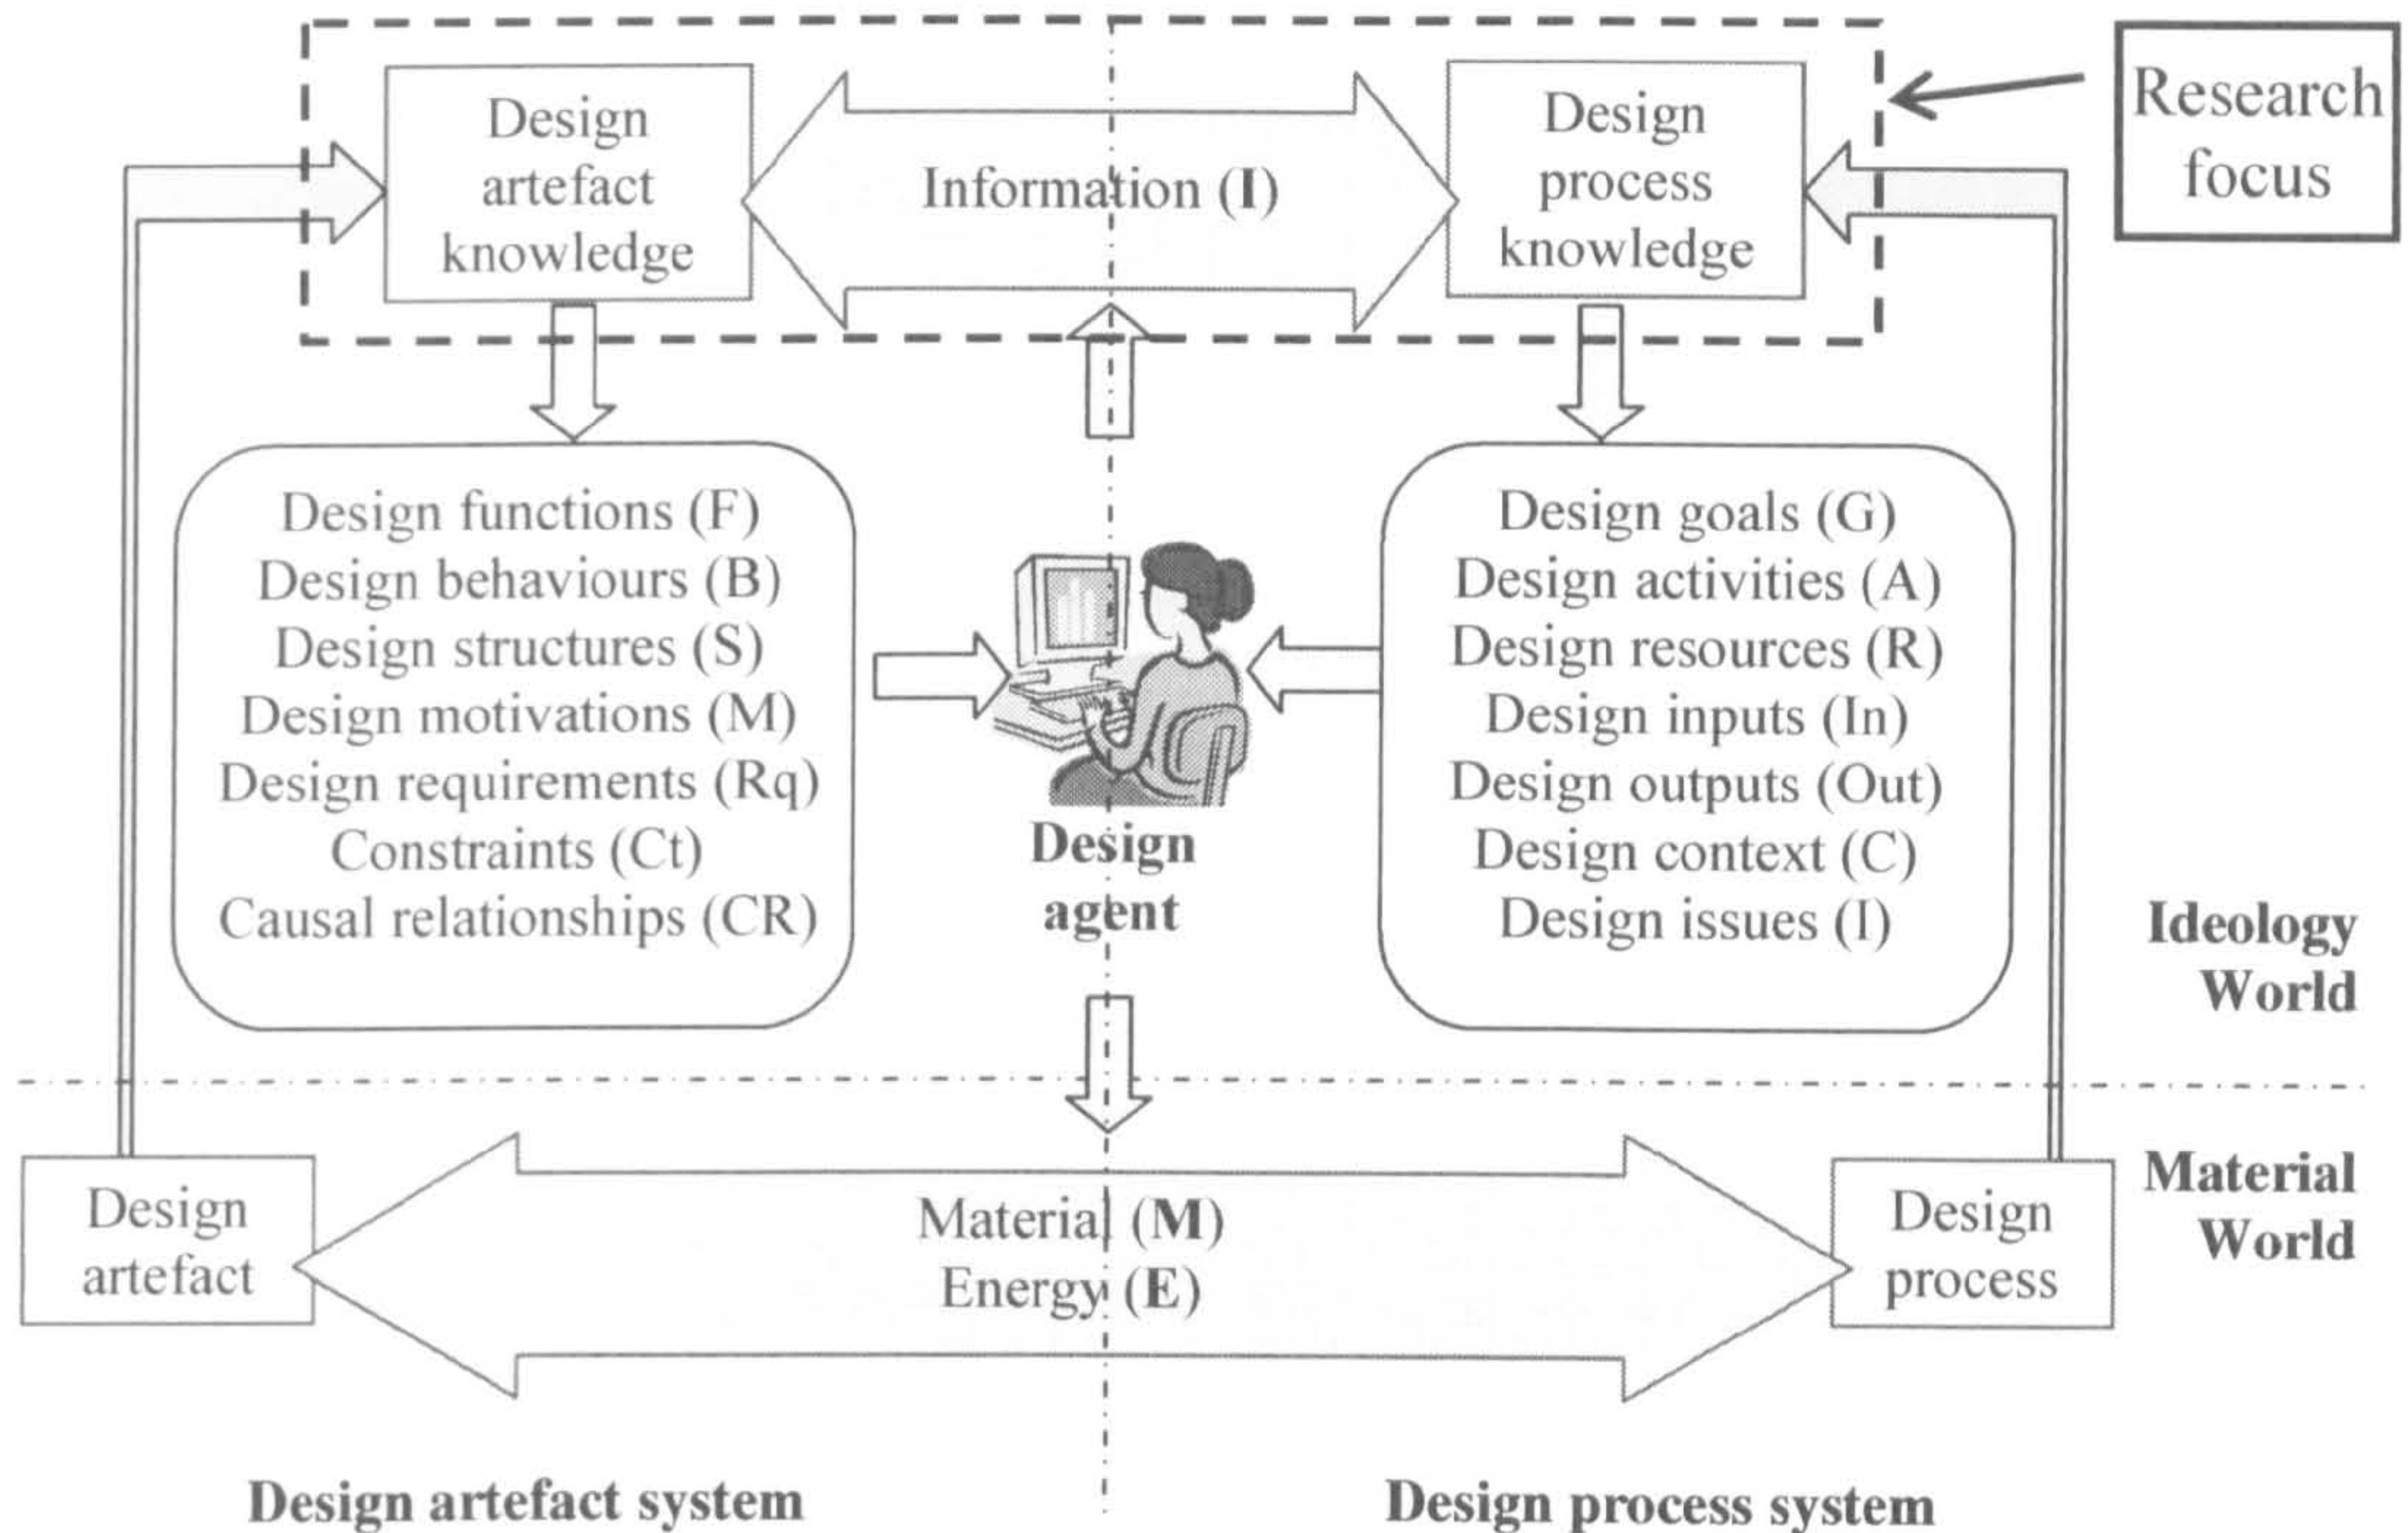 Design
artefact
knowledge
Information (I)
Design
process
knowledge
Research
focus
Design functions (F)
Design behaviours (B)
Design structures (S)
Design motivations (M)
Design requirements (Rq)
Constraints (Ct)
Causal relationships (CR)
Design
agent
Design goals (G)
Design activities (A)
Design resources (R)
Design inputs (In)
Design outputs (Out)
Design context (C)
Design issues (I)
Ideology
World
Material
World
Design
artefact
Material (M)
Energy (E)
Design
process
Design artefact system
Design process system